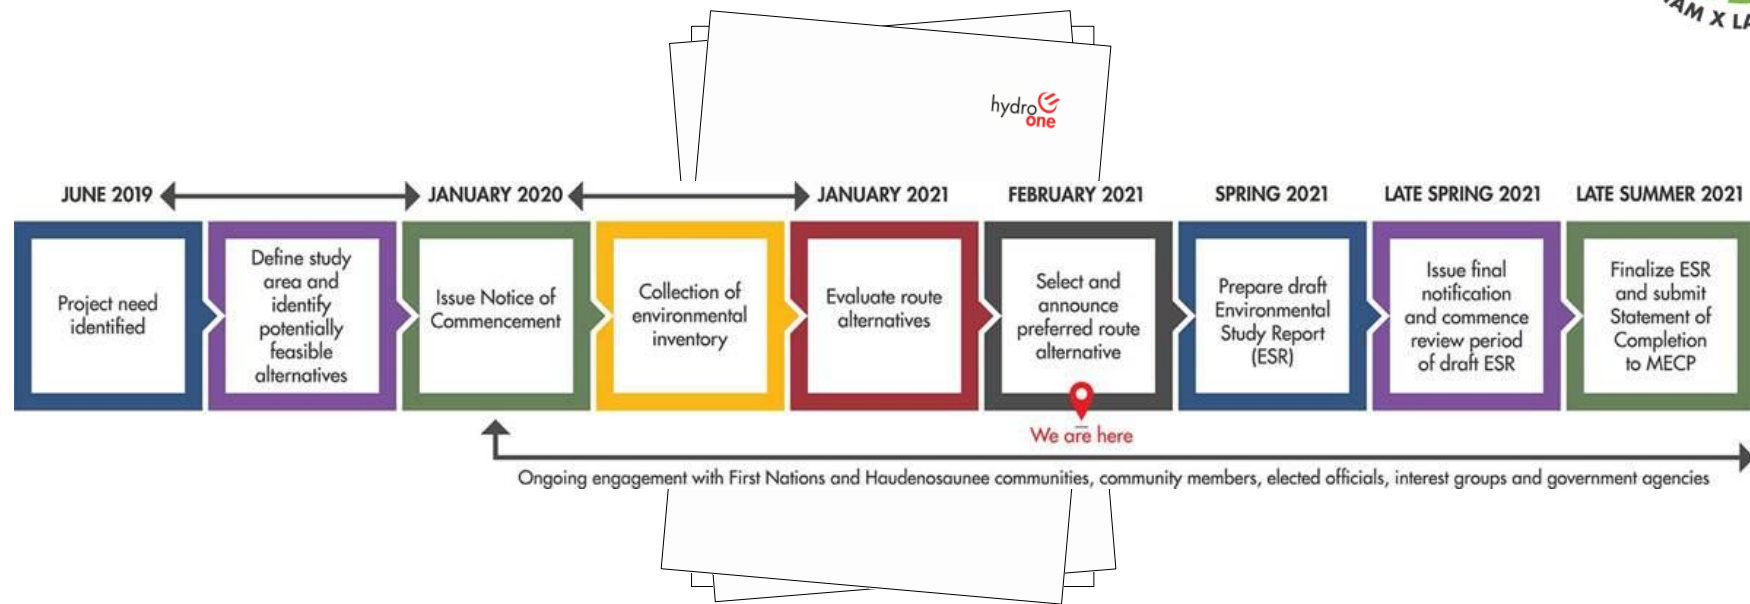 AM X LA
hydro
one
JUNE 2019
JANUARY 2020
JANUARY 2021
FEBRUARY 2021
SPRING 2021
LATE SPRING 2021
LATE SUMMER 2021
Project need
identified
Define study
area and
identify
potentially
feasible
alternatives
Issue Notice of
Commencement
Collection of
environmental
inventory
Evaluate route
alternatives
Select and
announce
preferred route
alternative
Prepare draft
Environmental
Study Report
(ESR)
Issue final
notification
and commence
review period
of draft ESR
Finalize ESR
and submit
Statement of
Completion
to MECP
We are here
Ongoing engagement with First Nations and Haudenosaunee communities, community members, elected officials, interest groups and government agencies